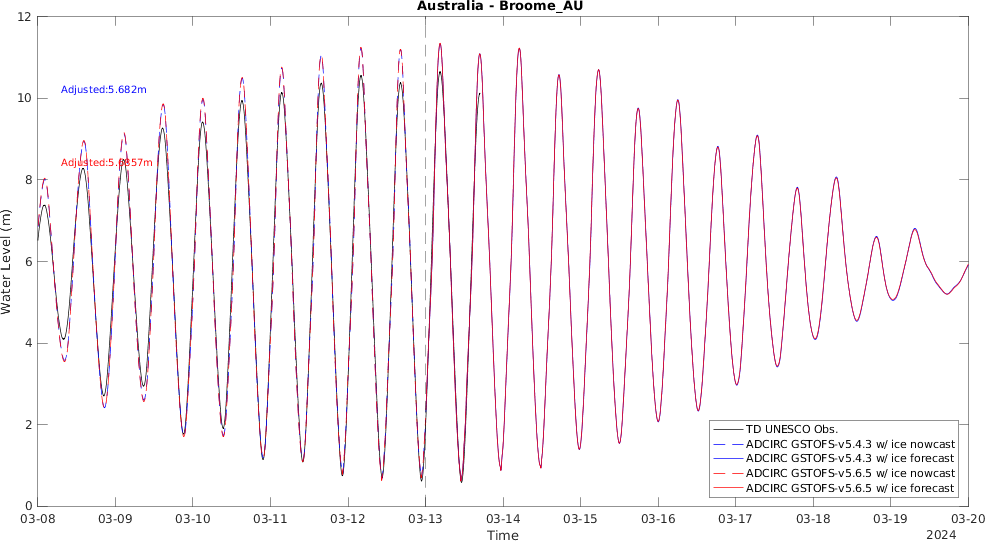 Australia - Broome_AU
12
10
8
6
4
2
0
Water Level (m)
Adjusted:5.682m
03-08
03-09
03-10
03-11
03-12
03-13
03-14
03-15
03-16
03-17
03-18
03-19
03-20
Time
2024
TD UNESCO Obs.
ADCIRC GSTOFS-v5.4.3 w/ ice nowcast
ADCIRC GSTOFS-v5.4.3 w/ ice forecast
ADCIRC GSTOFS-v5.6.5 w/ ice nowcast
ADCIRC GSTOFS-v5.6.5 w/ ice forecast